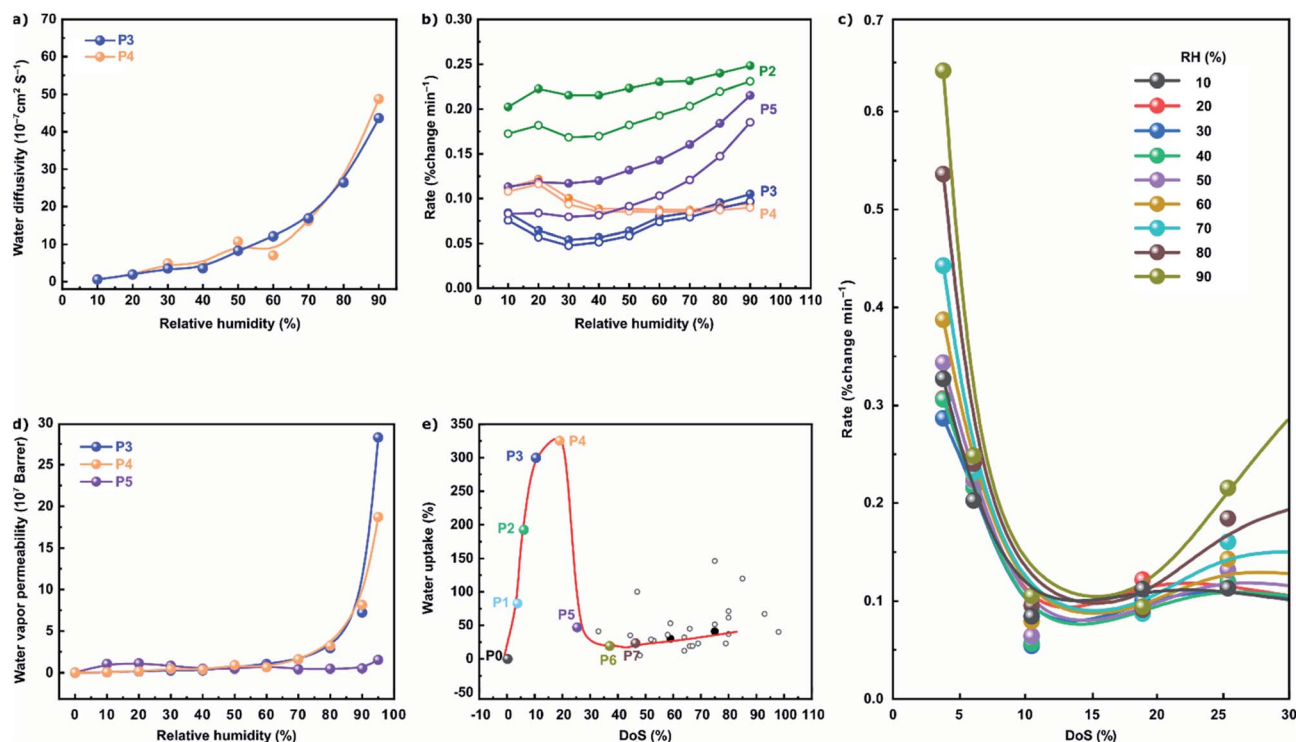 a)
70
60
50
40
30
20
10
0
Water diffusivity (10⁻⁷cm² S⁻¹)
P3
P4
0 10 20 30 40 50 60 70 80 90
Relative humidity (%)
b)
0.30
0.25
0.20
0.15
0.10
0.05
0.00
Rate (%change min⁻¹)
P2
P5
P3
P4
0 10 20 30 40 50 60 70 80 90 100 110
Relative humidity (%)
c)
0.7
0.6
0.5
0.4
0.3
0.2
0.1
0.0
Rate (%change min⁻¹)
RH (%)
10
20
30
40
50
60
70
80
90
0 5 10 15 20 25 30
DoS (%)
d)
30
25
20
15
10
5
0
Water vapor permeability (10⁷ Barrer)
P3
P4
P5
0 10 20 30 40 50 60 70 80 90 100
Relative humidity (%)
e)
350
300
250
200
150
100
50
0
-50
Water uptake (%)
P4
P3
P2
P1
P5
P0
P6
P7
-10 0 10 20 30 40 50 60 70 80 90 100 110
DoS (%)